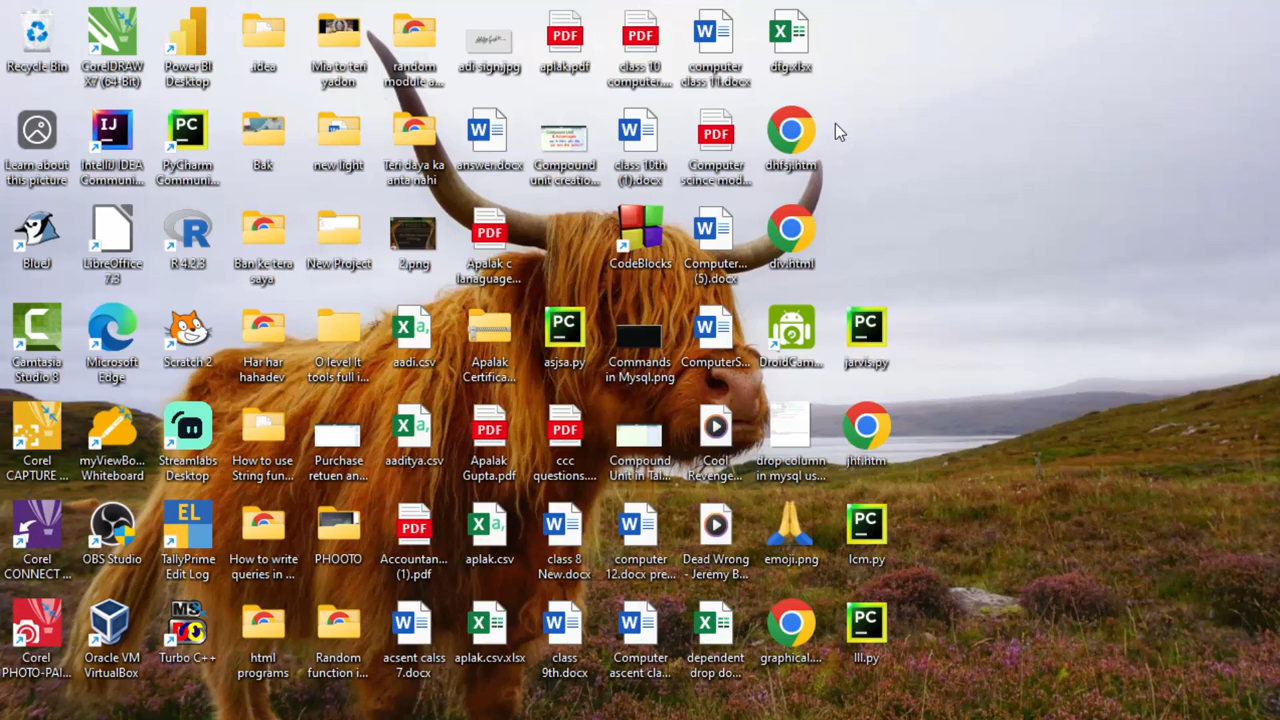 Recycle Bin
CorelDRAW
X7 (64-Bit)
Power BI
Desktop
.idea
Mia to teri
yadon
random
module a...
adi sign.jpg
aplak.pdf
class 10
computer....
computer
class 11.docx
dfg.xlsx
Learn about
this picture
IntelliJ IDEA
Communi...
PyCharm
Communi...
Bak
new light
Teri daya ka
anta nahi
answer.docx
Compound
unit creatio...
class 10th
(1).docx
Computer
scince mod...
dhfsj.html
BlueJ
LibreOffice
7.3
R 4.2.3
Ban ke tera
saya
New Project
2.png
Apalak c
lanaguage...
CodeBlocks
Computer...
(5).docx
div.html
Camtasia
Studio 8
Microsoft
Edge
Scratch 2
Har har
hahadev
O level It
tools full i...
aadi.csv
Apalak
Certifica...
asjsa.py
Commands
in Mysql.png
ComputerS...
DroidCam...
jarvis.py
Corel
CAPTURE ...
myViewBo...
Whiteboard
Streamlabs
Desktop
How to use
String fun...
Purchase
retuen an...
aaditya.csv
Apalak
Gupta.pdf
ccc
questions....
Compound
Unit in Tal...
Cool
Revenge...
drop column
in mysql us...
jhf.htm
Corel
CONNECT ...
OBS Studio
TallyPrime
Edit Log
How to write
queries in ...
PHOOTO
Accountan...
(1).pdf
aplak.csv
class 8
New.docx
computer
12.docx pre...
Dead Wrong
- Jeremy B...
emoji.png
lcm.py
Corel
PHOTO-PAI...
Oracle VM
VirtualBox
Turbo C++
html
programs
Random
function i...
acsent calss
7.docx
aplak.csv.xlsx
class
9th.docx
Computer
ascent cla...
dependent
drop do...
graphical....
lll.py